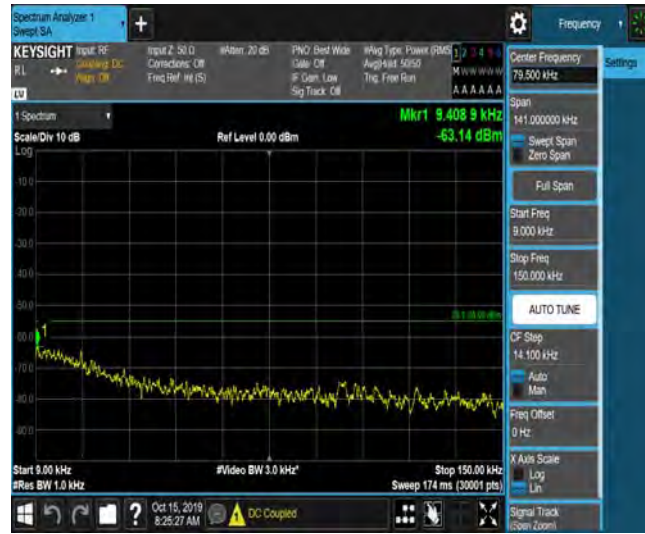 Spectrum Analyzer 1
Swept SA
+
Frequency
KEYSIGHT
Input: RF
Coupling: DC
Align: Off
Input Z: 50 Ω
Corrections: Off
Freq Ref: Int (S)
#Atten: 20 dB
PNO: Best Wide
Gate: Off
IF Gain: Low
Sig Track: Off
#Avg Type: Power (RMS
Avg|Hold: 50/50
Trig: Free Run
1 2 3 4 5 6
M W W W W W
A A A A A A
R L
LV
1 Spectrum
Scale/Div 10 dB
Log
Ref Level 0.00 dBm
Mkr1 9.408 9 kHz
-63.14 dBm
-10.0
-20.0
-30.0
-40.0
-50.0
-60.0
-70.0
-80.0
1
Start 9.00 kHz
#Res BW 1.0 kHz
#Video BW 3.0 kHz*
Stop 150.00 kHz
Sweep 174 ms (30001 pts)
?
Oct 15, 2019
8:25:27 AM
DC Coupled
Center Frequency
79.500 kHz
Settings
Span
141.000000 kHz
Swept Span
Zero Span
Full Span
Start Freq
9.000 kHz
Stop Freq
150.000 kHz
AUTO TUNE
CF Step
14.100 kHz
Auto
Man
Freq Offset
0 Hz
X Axis Scale
Log
Lin
Signal Track
(Span Zoom)